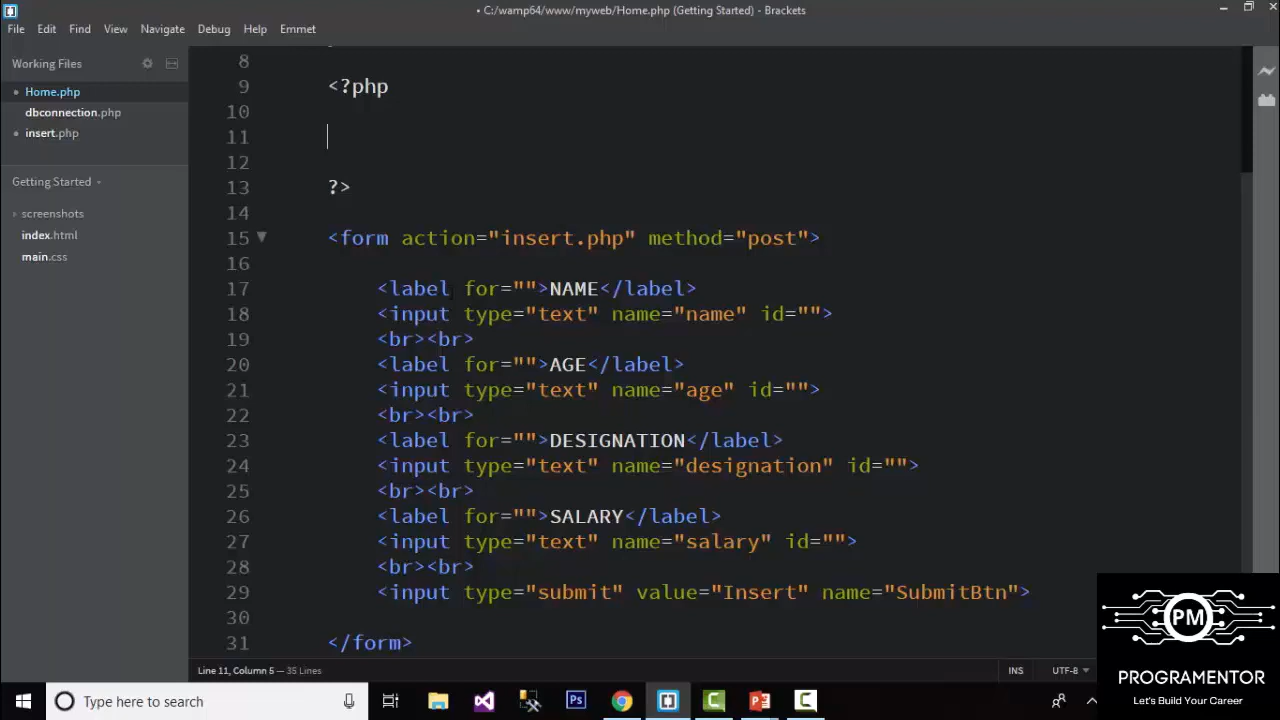 • C:/wamp64/www/myweb/Home.php (Getting Started) - Brackets
File Edit Find View Navigate Debug Help Emmet
Working Files
Home.php
dbconnection.php
insert.php
Getting Started
screenshots
index.html
main.css
8
9 <?php
10
11
12
13 ?>
14
15 <form action="insert.php" method="post">
16
17 <label for="">NAME</label>
18 <input type="text" name="name" id="">
19 <br><br>
20 <label for="">AGE</label>
21 <input type="text" name="age" id="">
22 <br><br>
23 <label for="">DESIGNATION</label>
24 <input type="text" name="designation" id="">
25 <br><br>
26 <label for="">SALARY</label>
27 <input type="text" name="salary" id="">
28 <br><br>
29 <input type="submit" value="Insert" name="SubmitBtn">
30
31 </form>
Line 11, Column 5 — 35 Lines
INS UTF-8
PM
PROGRAMENTOR
Let's Build Your Career
Type here to search
Ps